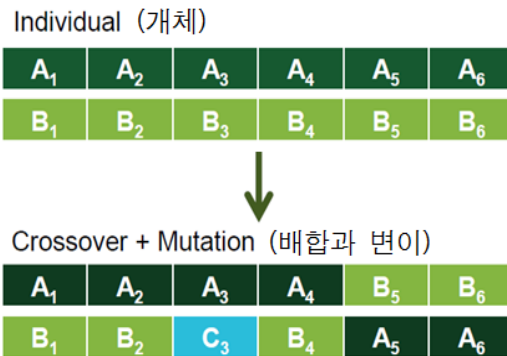 Individual (개체)
A₁ A₂ A₃ A₄ A₅ A₆
B₁ B₂ B₃ B₄ B₅ B₆
Crossover + Mutation (배합과 변이)
A₁ A₂ A₃ A₄ B₅ B₆
B₁ B₂ C₃ B₄ A₅ A₆